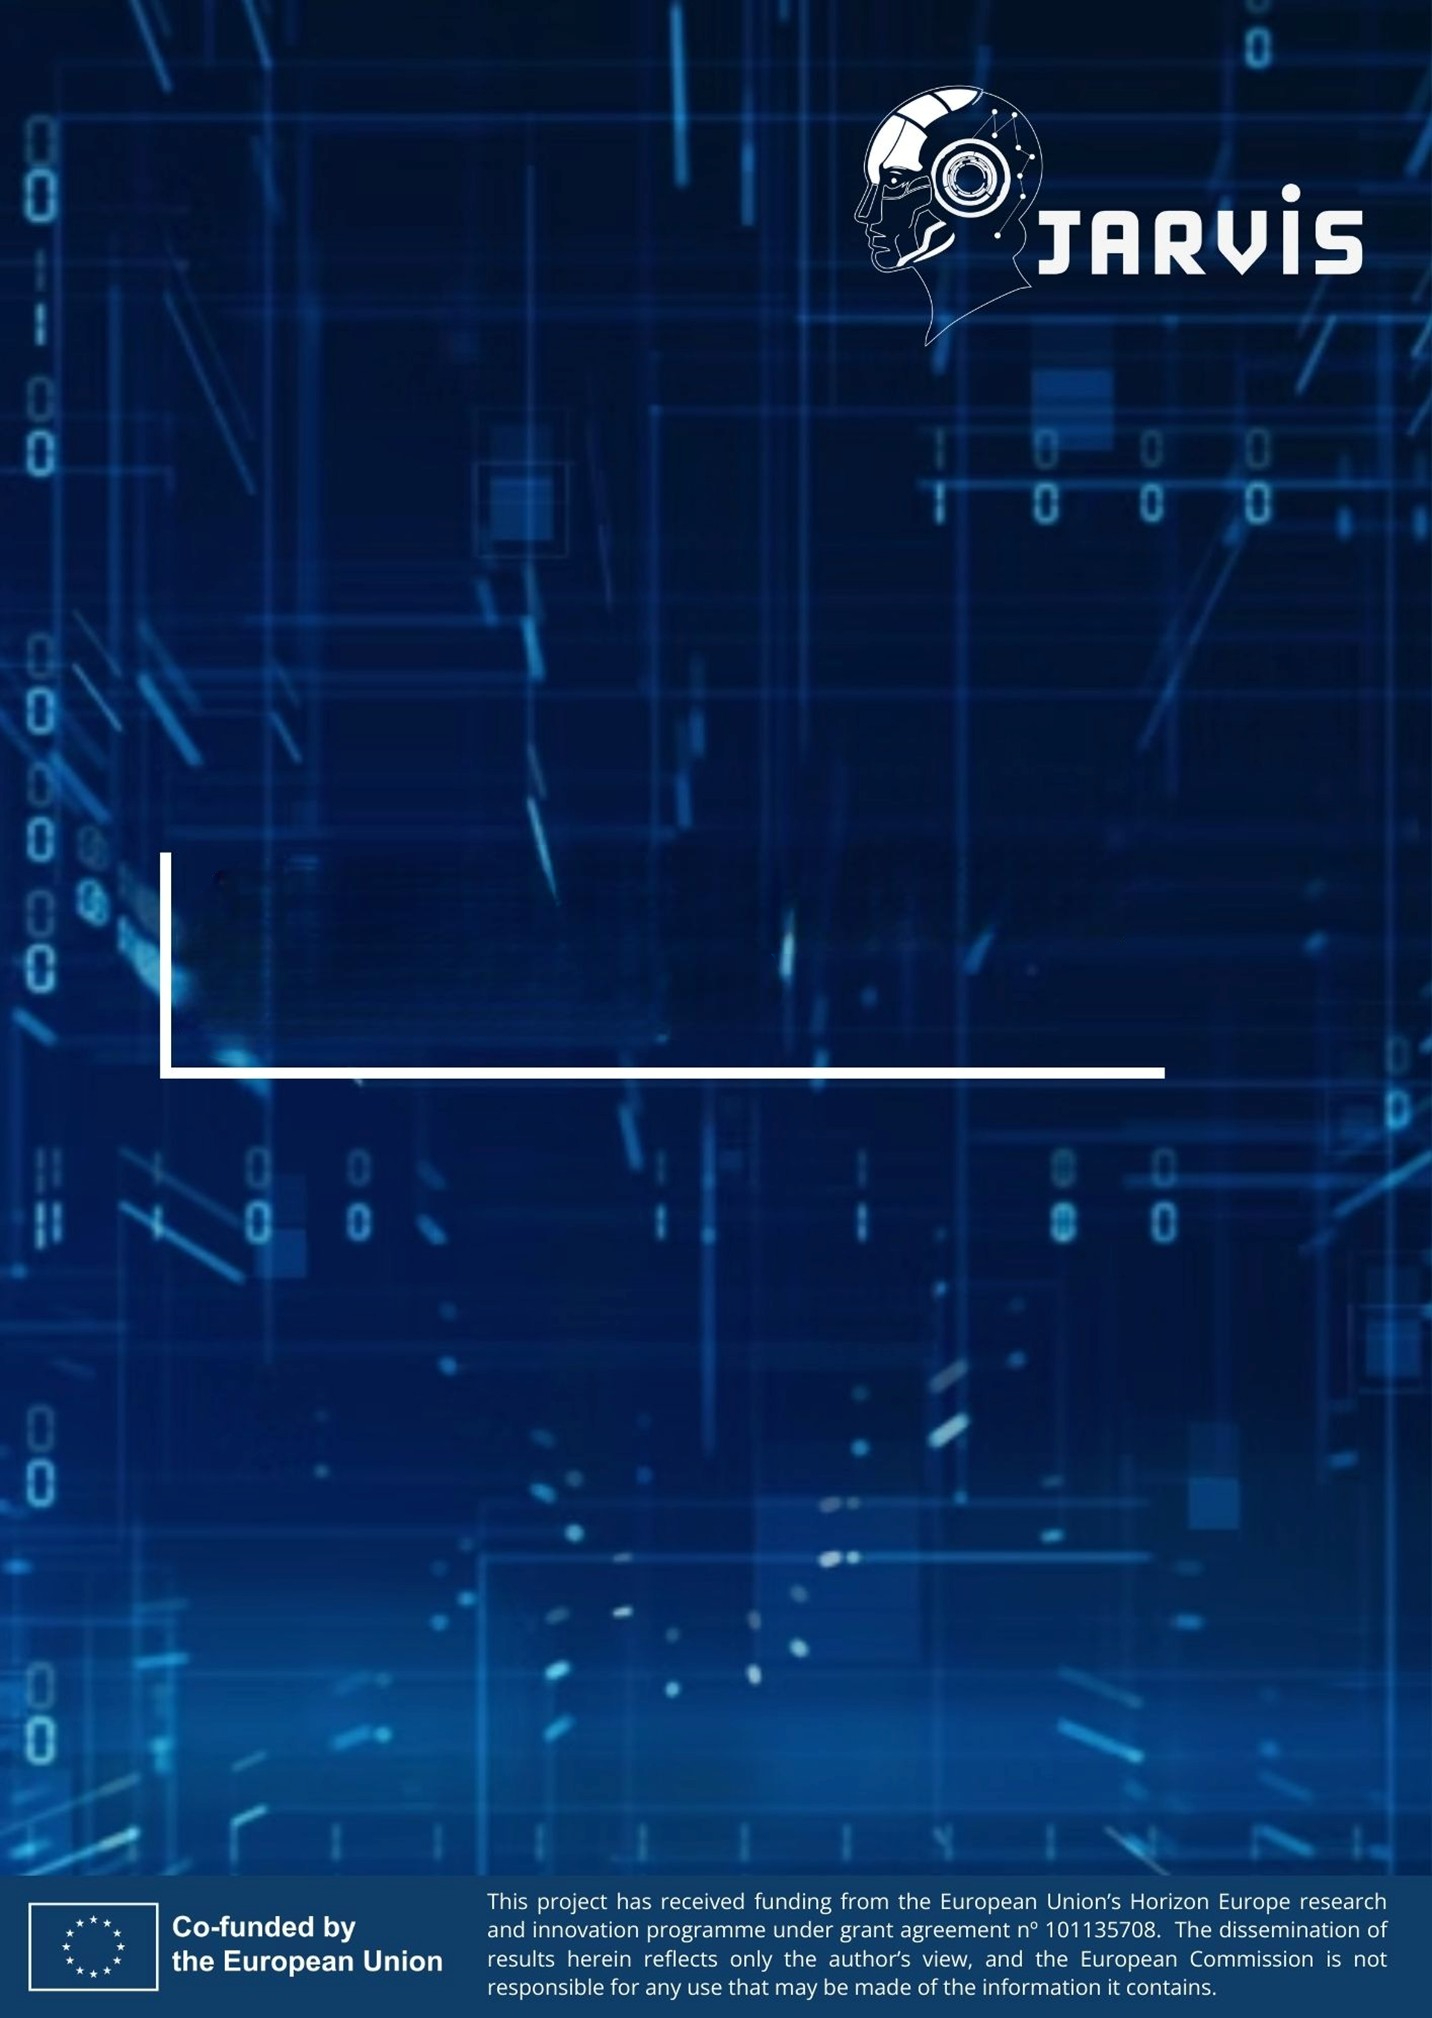 JARVIS
Co-funded by
the European Union
This project has received funding from the European Union’s Horizon Europe research
and innovation programme under grant agreement nº 101135708. The dissemination of
results herein reflects only the author’s view, and the European Commission is not
responsible for any use that may be made of the information it contains.